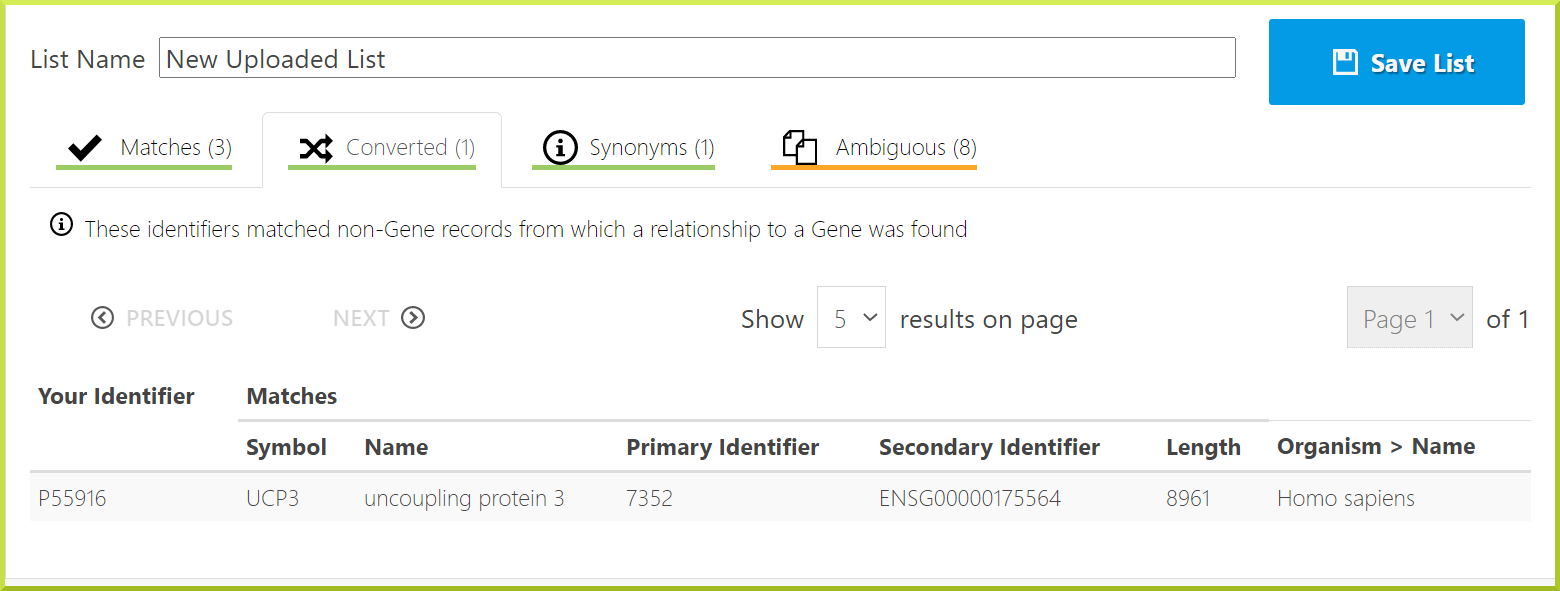 List Name New Uploaded List Save List
Matches (3) Converted (1) Synonyms (1) Ambiguous (8)
These identifiers matched non-Gene records from which a relationship to a Gene was found
PREVIOUS NEXT Show 5 results on page Page 1 of 1
Your Identifier Matches
Symbol Name Primary Identifier Secondary Identifier Length Organism > Name
P55916 UCP3 uncoupling protein 3 7352 ENSG00000175564 8961 Homo sapiens